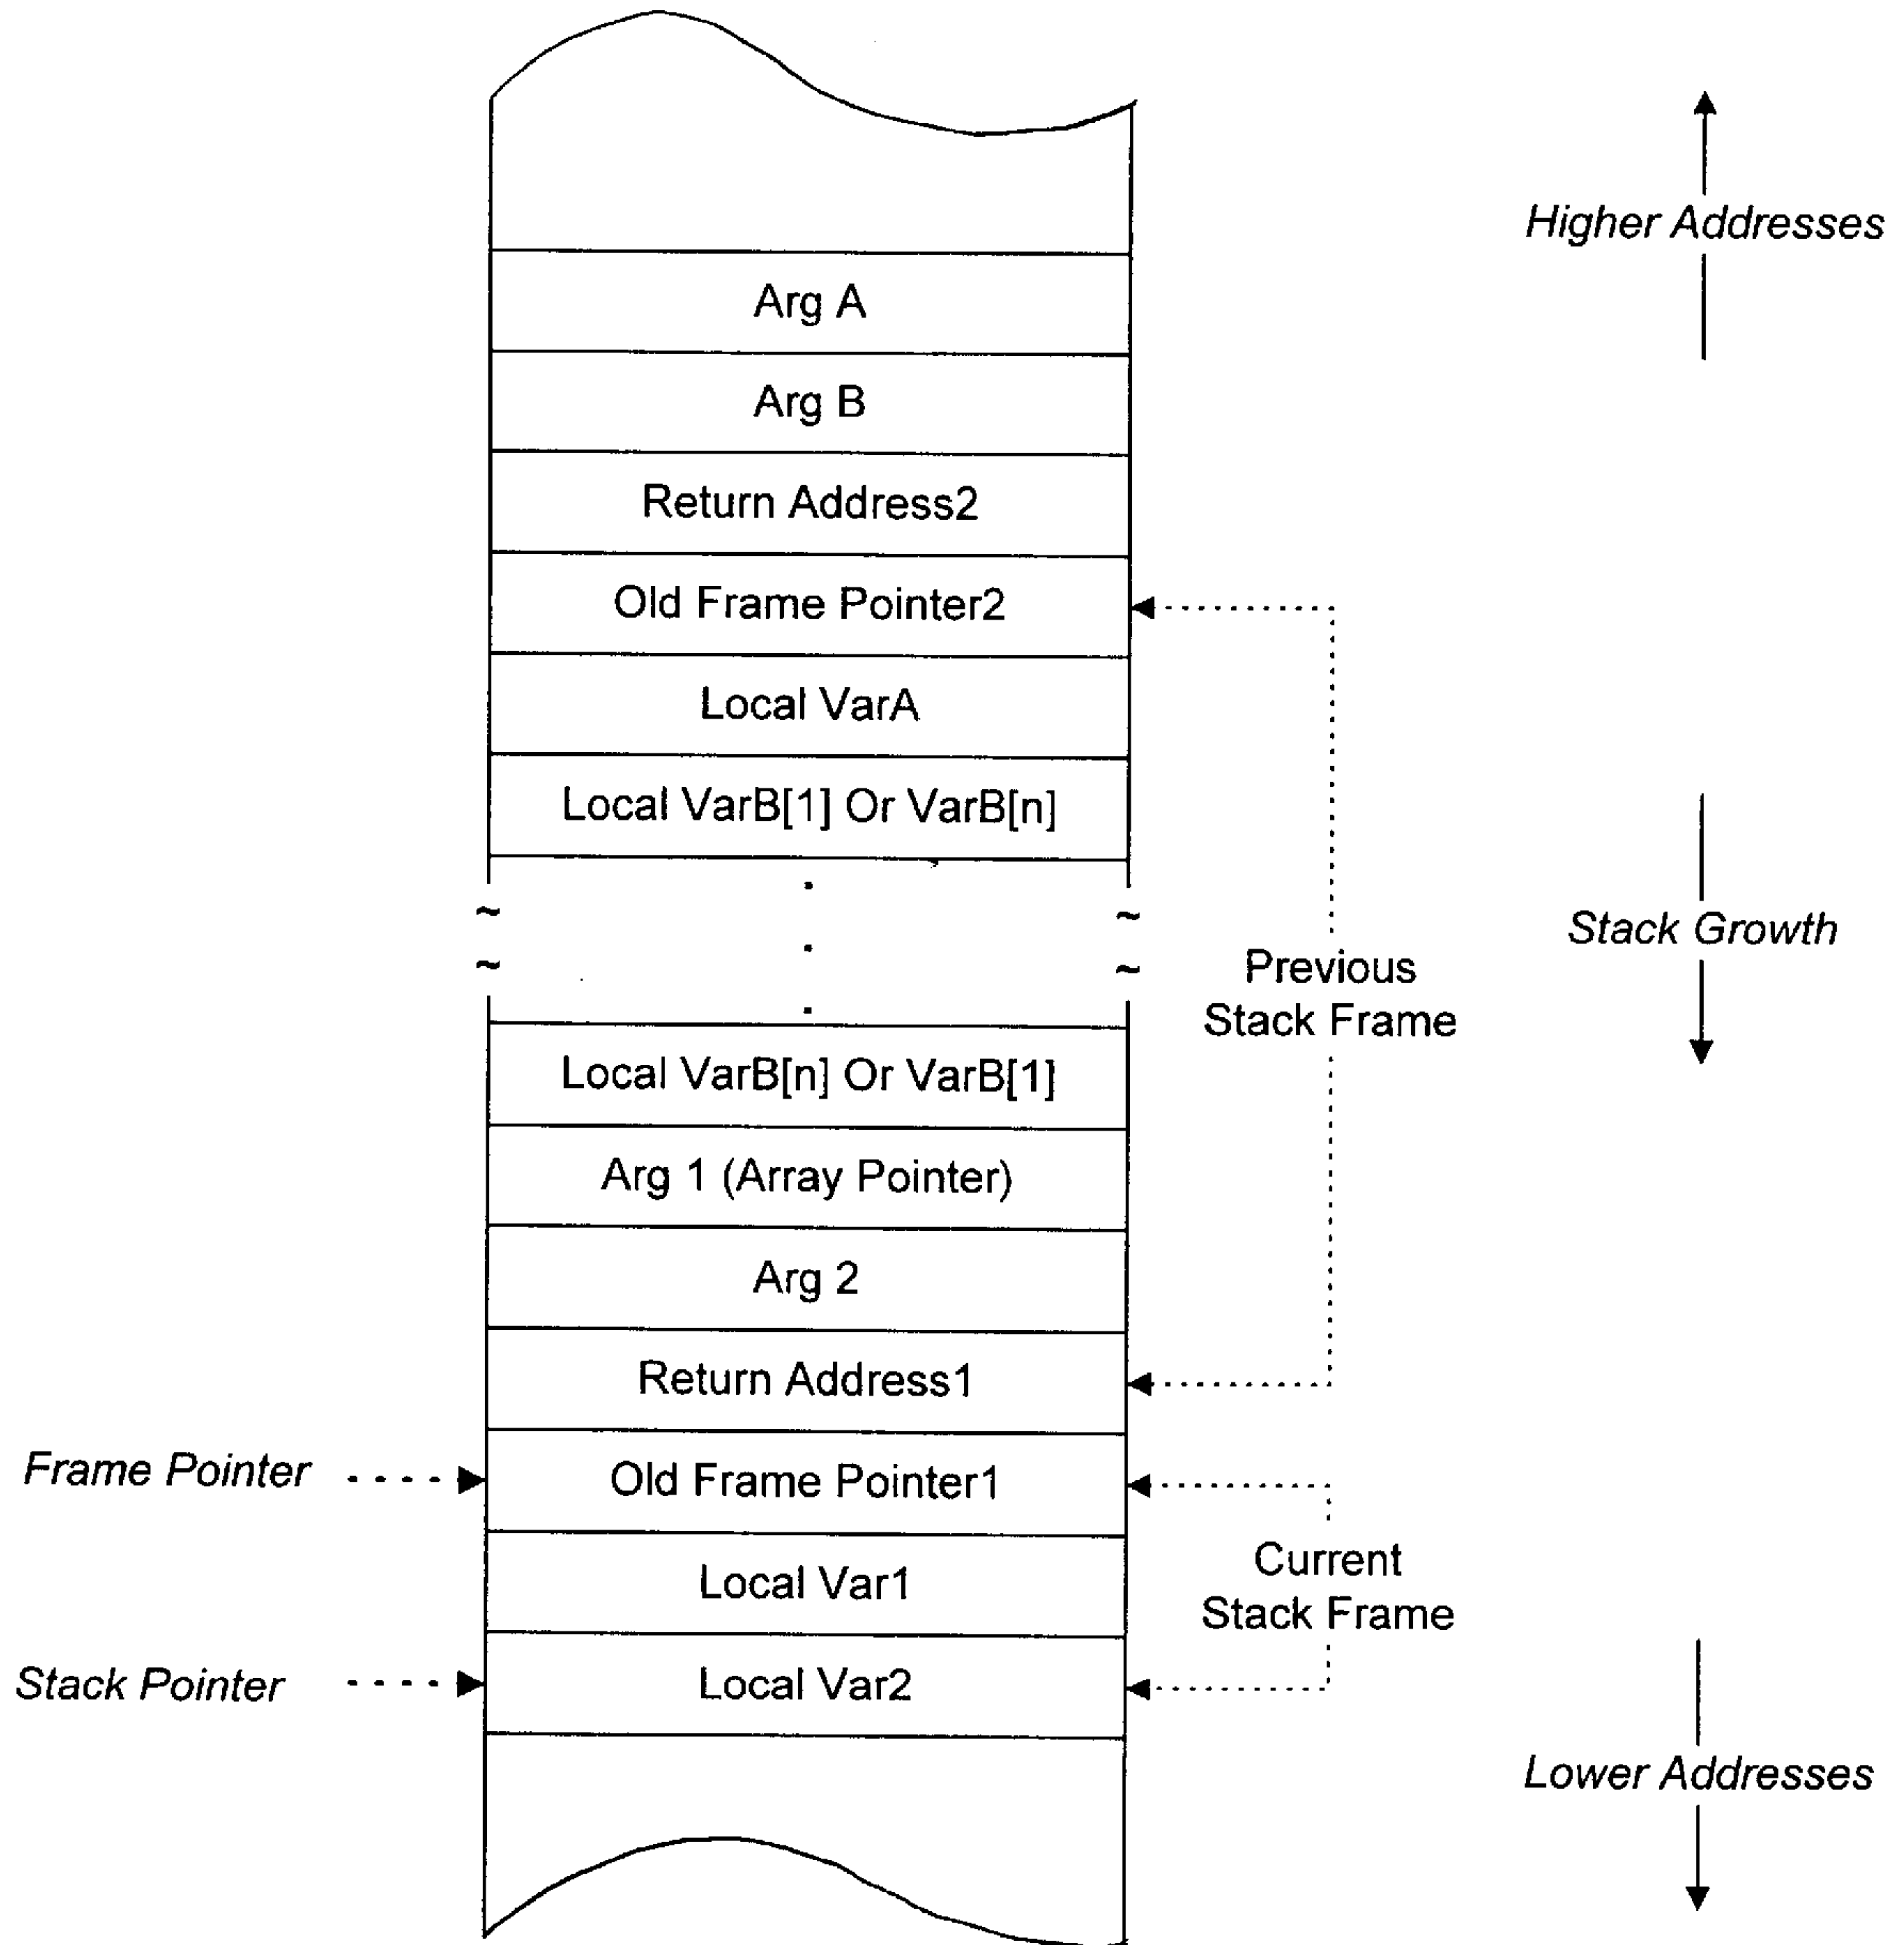 Higher Addresses
Arg A
Arg B
Return Address2
Old Frame Pointer2
Local VarA
Local VarB[1] Or VarB[n]
~ . ~
.
~ ~
.
Stack Growth
Previous
Stack Frame
Local VarB[n] Or VarB[1]
Arg 1 (Array Pointer)
Arg 2
Return Address1
Frame Pointer
Old Frame Pointer1
Local Var1
Current
Stack Frame
Stack Pointer
Local Var2
Lower Addresses